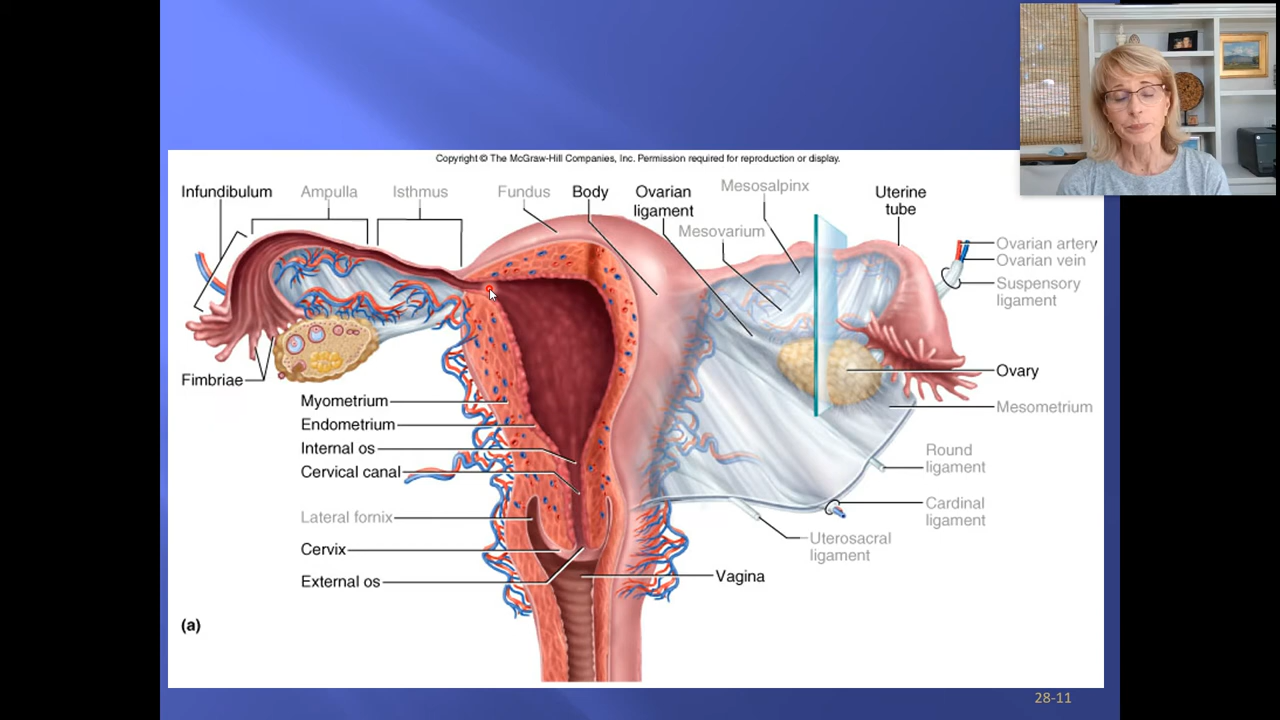 Copyright © The McGraw-Hill Companies, Inc. Permission required for reproduction or display.
Infundibulum
Ampulla
Isthmus
Fundus
Body
Ovarian
ligament
Mesosalpinx
Mesovarium
Uterine
tube
Ovarian artery
Ovarian vein
Suspensory
ligament
Fimbriae
Ovary
Myometrium
Mesometrium
Endometrium
Internal os
Cervical canal
Round
ligament
Lateral fornix
Cardinal
ligament
Cervix
Uterosacral
ligament
External os
Vagina
(a)
28-11